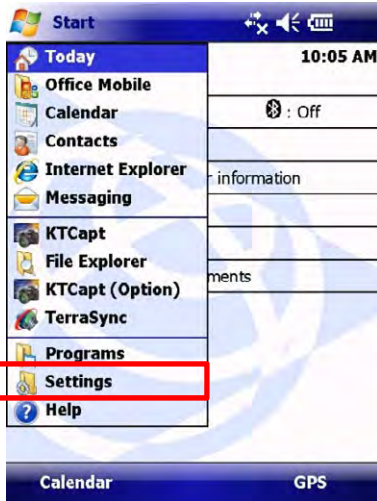 Start
Today
10:05 AM
Office Mobile
Calendar
: Off
Contacts
Internet Explorer
r information
Messaging
KTCapt
File Explorer
ments
KTCapt (Option)
TerraSync
Programs
Settings
Help
Calendar
GPS